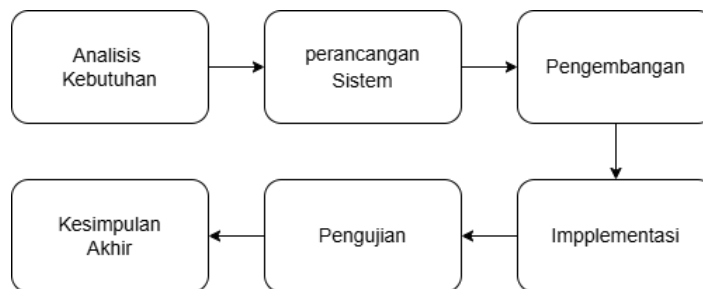 Analisis
Kebutuhan
perancangan
Sistem
Pengembangan
Impplementasi
Pengujian
Kesimpulan
Akhir